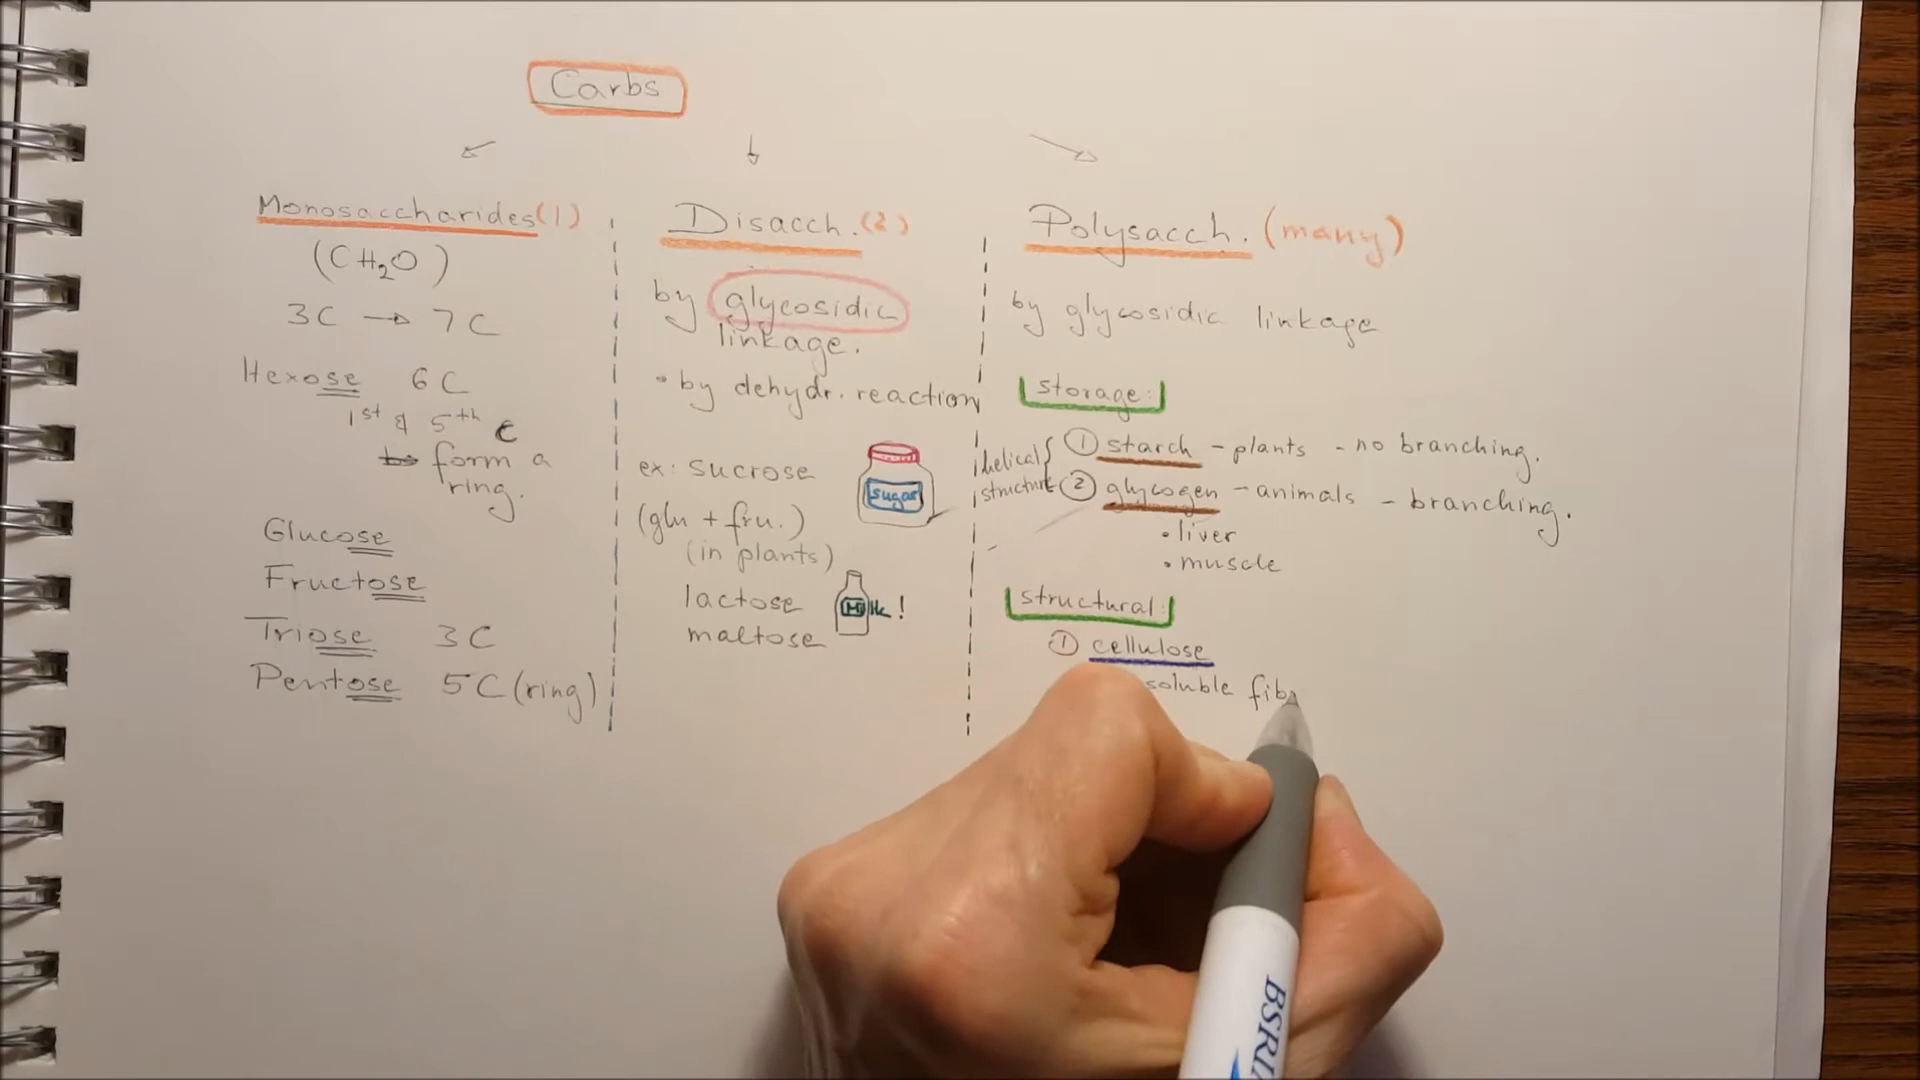 Carbs
Monosaccharides (1)
(CH₂O)
3C → 7C
Hexose 6C
1st & 5th C
form a
ring.
Glucose
Fructose
Triose 3C
Pentose 5C (ring)
Disacch. (2)
by glycosidic
linkage.
• by dehydr. reaction
ex: sucrose
sugar
(glu + fru.)
(in plants)
lactose
Milk!
maltose
Polysacch. (many)
by glycosidic linkage
storage:
helical structure
① starch - plants - no branching.
② glycogen - animals - branching.
• liver
• muscle
structural:
① cellulose
soluble fib